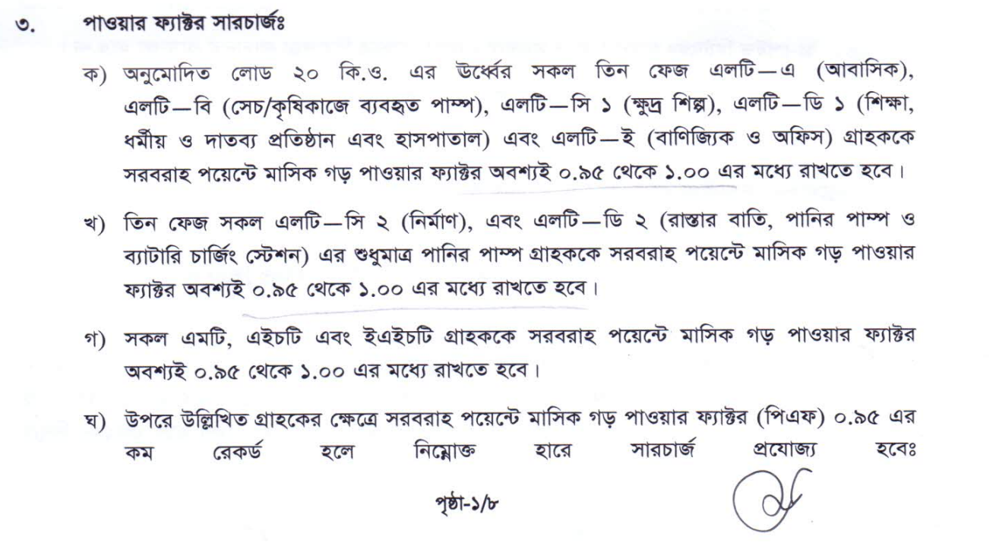 ৩. পাওয়ার ফ্যাক্টর সারচার্জঃ
ক) অনুমোদিত লোড ২০ কি.ও. এর ঊর্ধ্বের সকল তিন ফেজ এলটি—এ (আবাসিক),
এলটি—বি (সেচ/কৃষিকাজে ব্যবহৃত পাম্প), এলটি—সি ১ (ক্ষুদ্র শিল্প), এলটি—ডি ১ (শিক্ষা,
ধর্মীয় ও দাতব্য প্রতিষ্ঠান এবং হাসপাতাল) এবং এলটি—ই (বাণিজ্যিক ও অফিস) গ্রাহককে
সরবরাহ পয়েন্টে মাসিক গড় পাওয়ার ফ্যাক্টর অবশ্যই ০.৯৫ থেকে ১.০০ এর মধ্যে রাখতে হবে।
খ) তিন ফেজ সকল এলটি—সি ২ (নির্মাণ), এবং এলটি—ডি ২ (রাস্তার বাতি, পানির পাম্প ও
ব্যাটারি চার্জিং স্টেশন) এর শুধুমাত্র পানির পাম্প গ্রাহককে সরবরাহ পয়েন্টে মাসিক গড় পাওয়ার
ফ্যাক্টর অবশ্যই ০.৯৫ থেকে ১.০০ এর মধ্যে রাখতে হবে।
গ) সকল এমটি, এইচটি এবং ইএইচটি গ্রাহককে সরবরাহ পয়েন্টে মাসিক গড় পাওয়ার ফ্যাক্টর
অবশ্যই ০.৯৫ থেকে ১.০০ এর মধ্যে রাখতে হবে।
ঘ) উপরে উল্লিখিত গ্রাহকের ক্ষেত্রে সরবরাহ পয়েন্টে মাসিক গড় পাওয়ার ফ্যাক্টর (পিএফ) ০.৯৫ এর
কম রেকর্ড হলে নিম্নোক্ত হারে সারচার্জ প্রযোজ্য হবেঃ
পৃষ্ঠা-১/৮